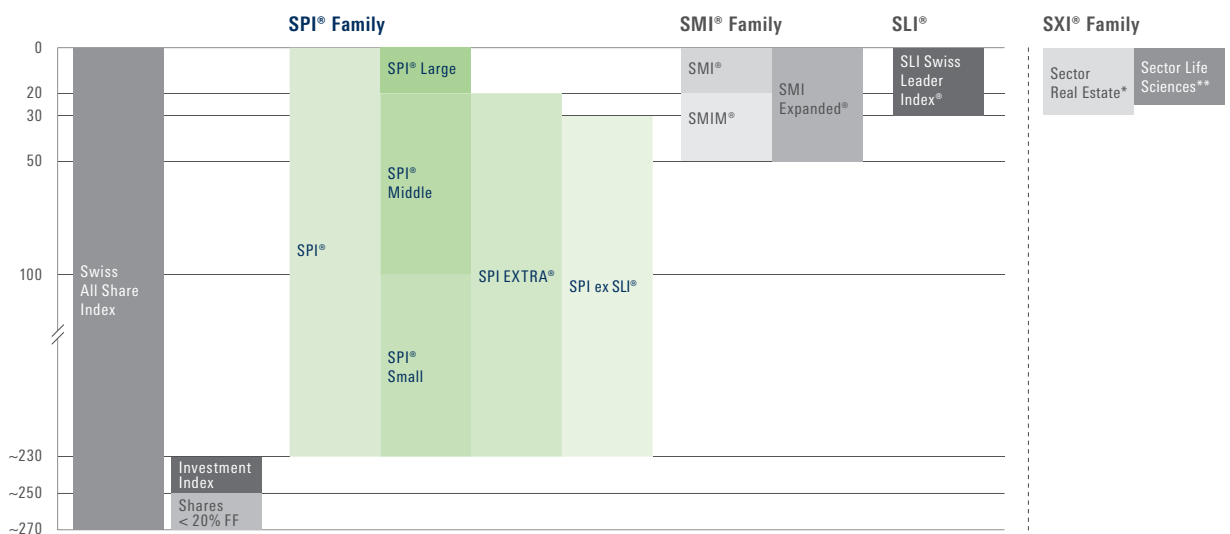 SPI® Family
SMI® Family
SLI®
SXI® Family
0
20
30
50
100
~230
~250
~270
Swiss
All Share
Index
Investment
Index
Shares
< 20% FF
SPI®
SPI® Large
SPI®
Middle
SPI®
Small
SPI EXTRA®
SPI ex SLI®
SMI®
SMIM®
SMI
Expanded®
SLI Swiss
Leader
Index®
Sector
Real Estate*
Sector Life
Sciences**